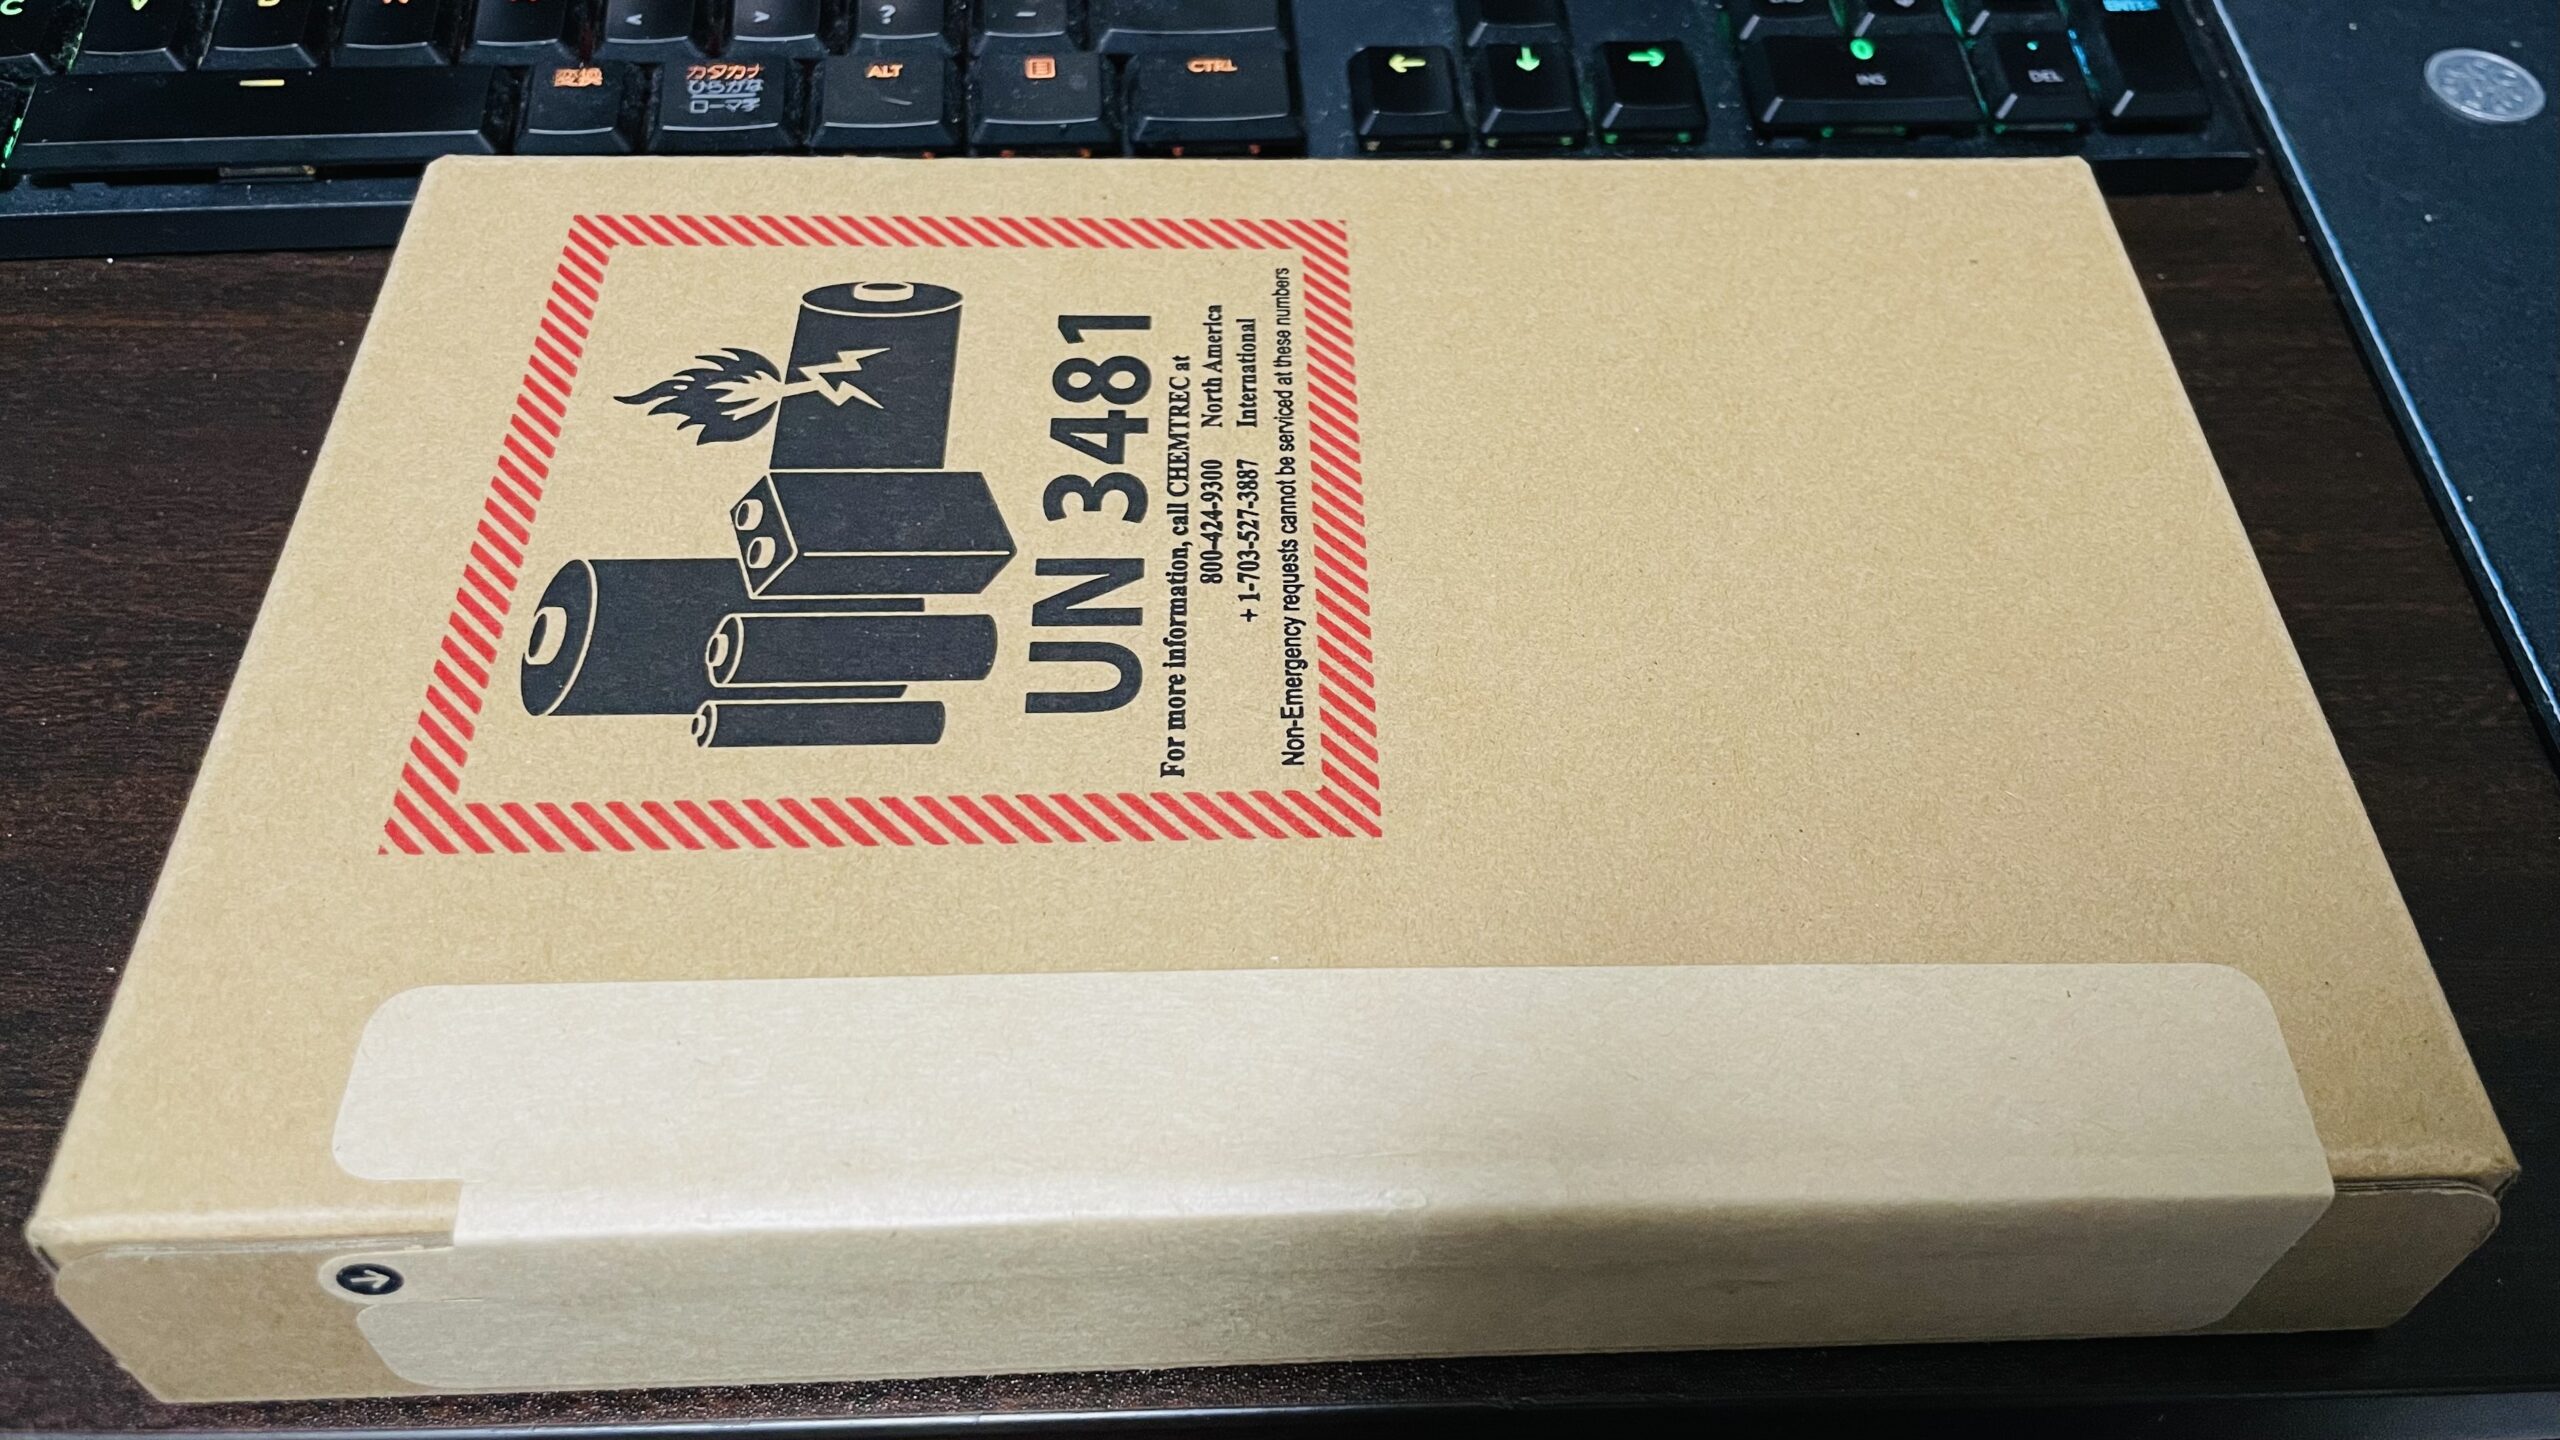 C
V
B
<
>
?
_
変換
カタカナ
ひらがな
ローマ字
ALT
CTRL
←
↓
→
0
INS
.
DEL
ENTER
UN 3481
For more information, call CHEMTREC at
800-424-9300 North America
+ 1-703-527-3887 International
Non-Emergency requests cannot be serviced at these numbers